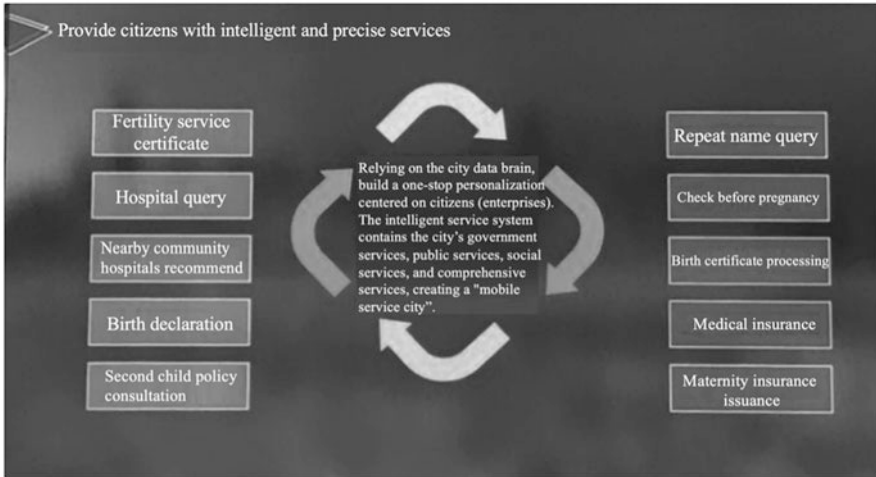 Provide citizens with intelligent and precise services
Fertility service
certificate
Hospital query
Nearby community
hospitals recommend
Birth declaration
Second child policy
consultation
Relying on the city data brain,
build a one-stop personalization
centered on citizens (enterprises).
The intelligent service system
contains the city’s government
services, public services, social
services, and comprehensive
services, creating a "mobile
service city”.
Repeat name query
Check before pregnancy
Birth certificate processing
Medical insurance
Maternity insurance
issuance